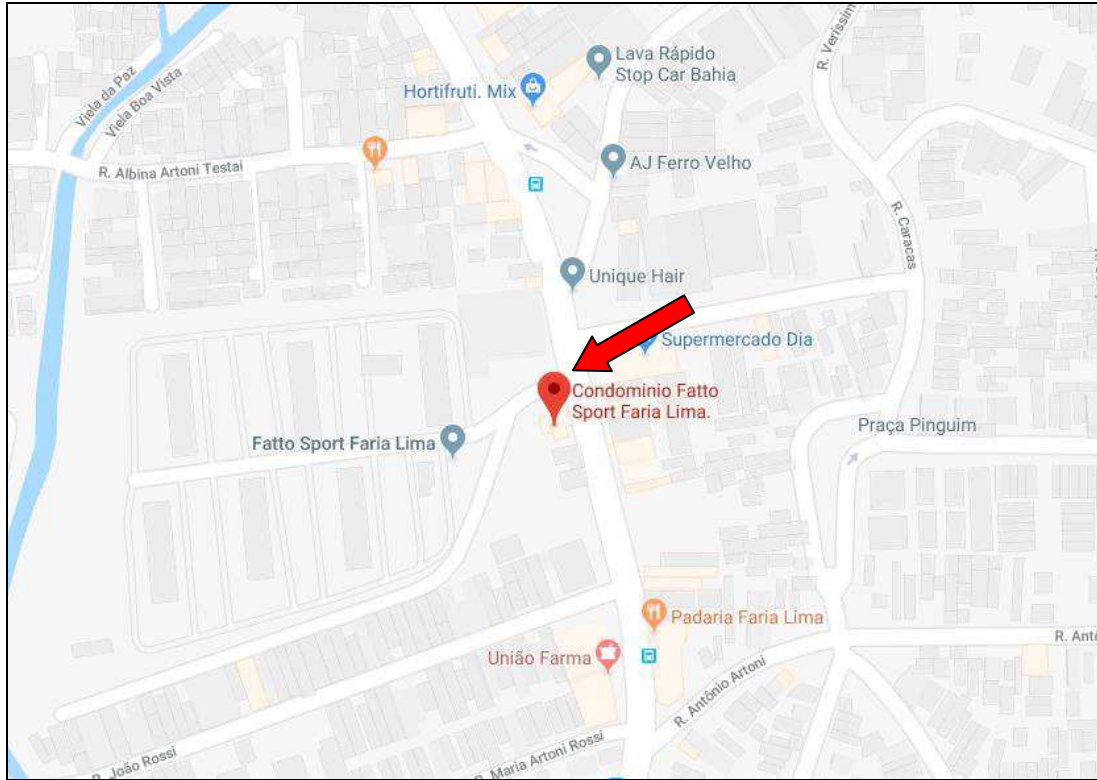 Lava Rápido
Stop Car Bahia
Hortifruti. Mix
R. Veríssim
Viela da Paz
Viela Boa Vista
R. Albina Artoni Testai
AJ Ferro Velho
R. Caracas
Unique Hair
Supermercado Dia
Condominio Fatto
Sport Faria Lima.
Praça Pinguim
Fatto Sport Faria Lima
Padaria Faria Lima
União Farma
R. Antô
R. Antônio Artoni
R. Maria Artoni Rossi
R. João Rossi